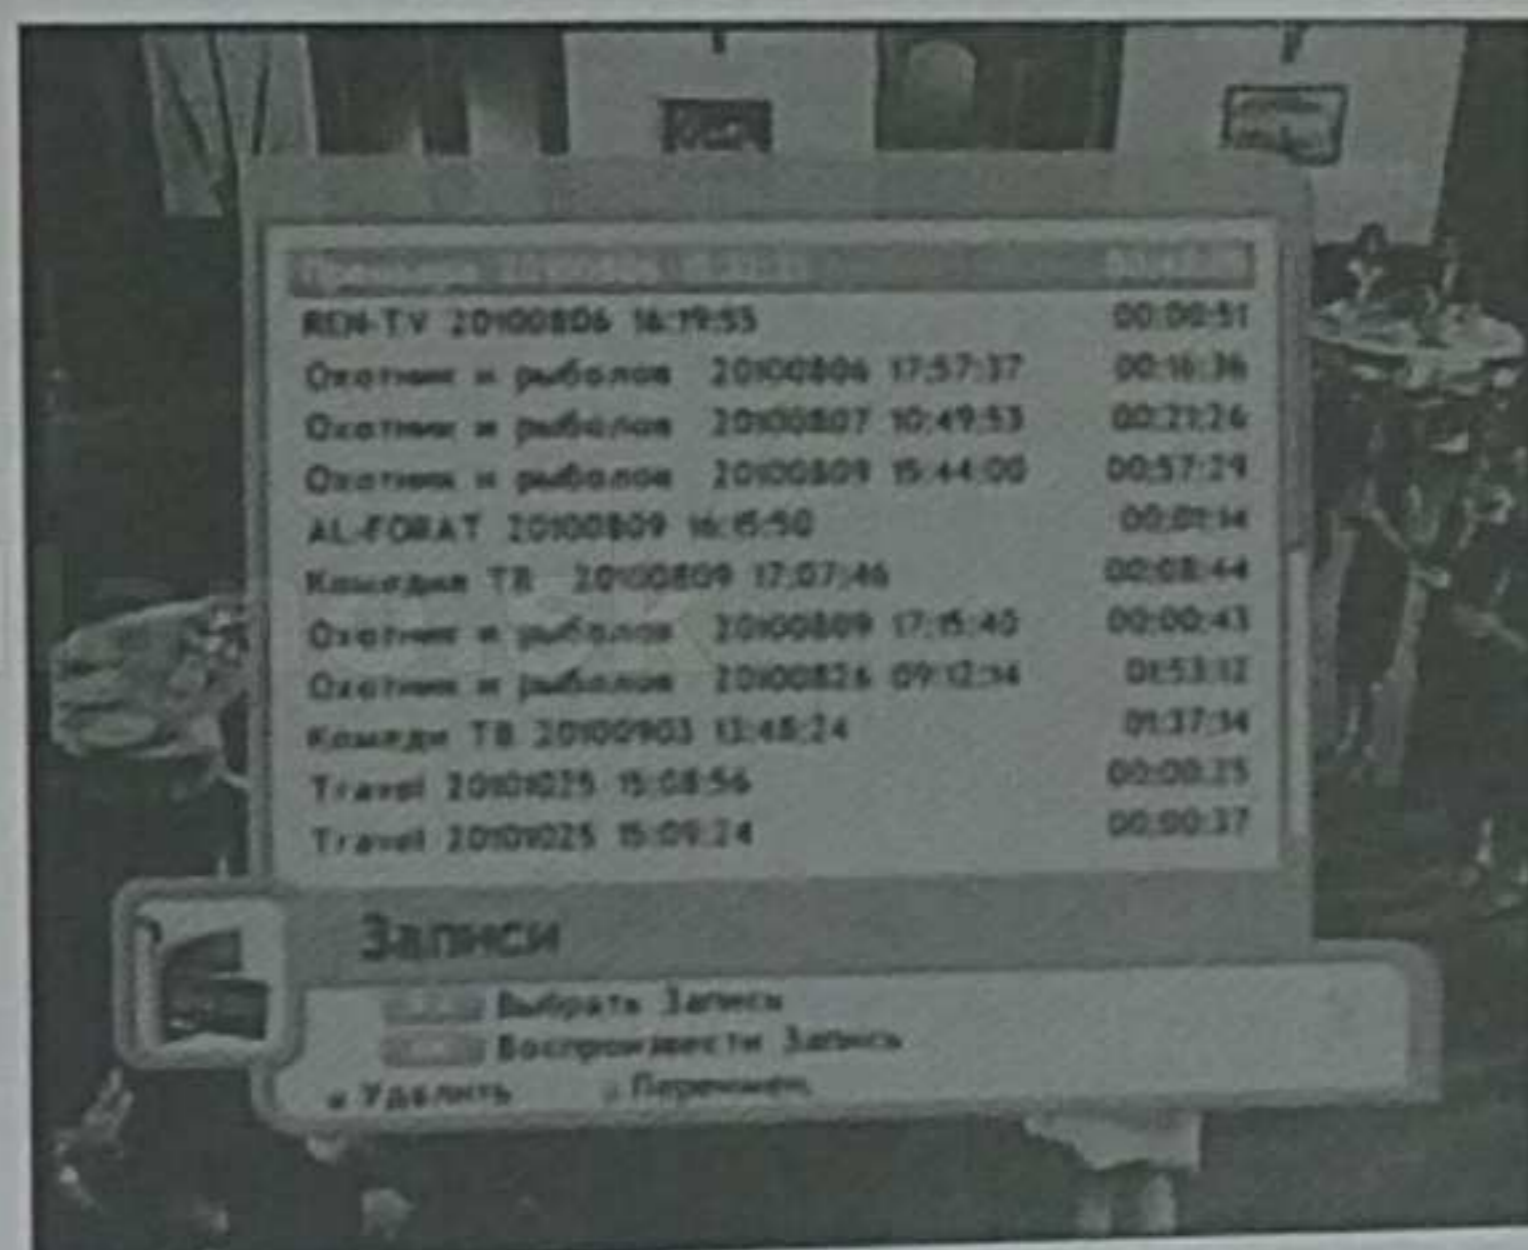 REN-TV 20100806 16:19:55 00:00:51
Охотник и рыболов 20100806 17:57:37 00:16:36
Охотник и рыболов 20100807 10:49:53 00:21:26
Охотник и рыболов 20100809 15:44:00 00:57:29
AL-FORAT 20100809 16:15:50 00:01:14
Комедия ТВ 20100809 17:07:46 00:08:44
Охотник и рыболов 20100809 17:15:40 00:00:43
Охотник и рыболов 20100826 09:12:14 01:53:12
Комеди ТВ 20100903 13:48:24 01:37:14
Travel 20101025 15:08:56 00:00:25
Travel 20101025 15:09:24 00:00:37
Записи
Выбрать Записи
Воспроизвести Запись
Удалить Переимен.